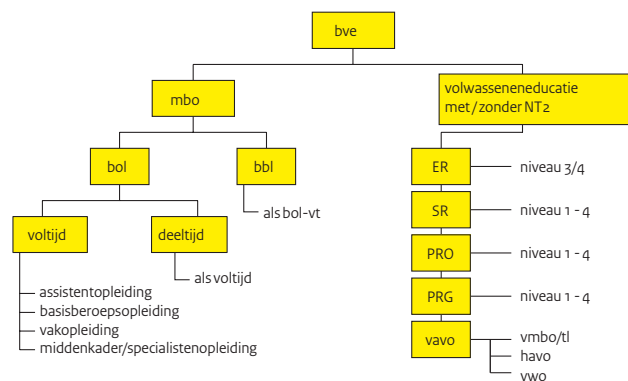 bve
mbo
volwasseneneducatie
met/zonder NT2
bol
bbl
ER
niveau 3/4
als bol-vt
SR
niveau 1 - 4
voltijd
deeltijd
PRO
niveau 1 - 4
als voltijd
assistentopleiding
basisberoepsopleiding
vakopleiding
middenkader/specialistenopleiding
PRG
niveau 1 - 4
vavo
vmbo/tl
havo
vwo